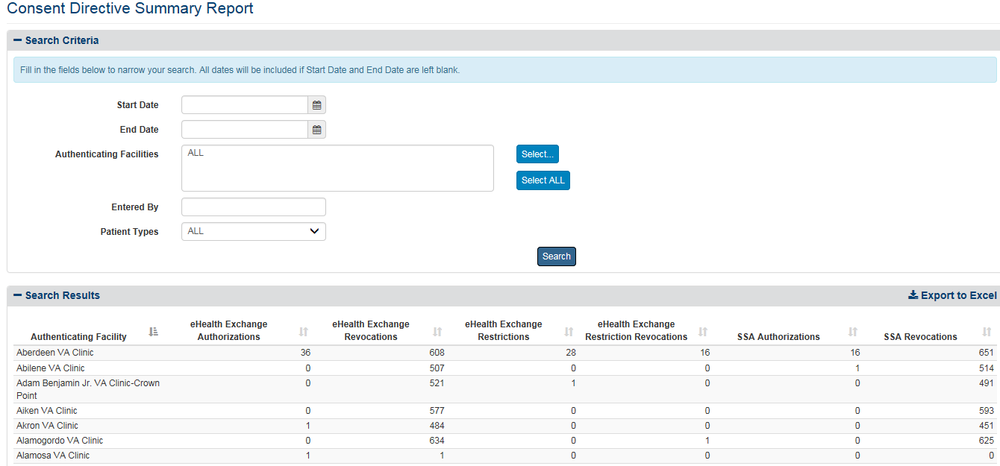 Consent Directive Summary Report
Search Criteria
Fill in the fields below to narrow your search. All dates will be included if Start Date and End Date are left blank.
Start Date
End Date
Authenticating Facilities ALL Select...
Select ALL
Entered By
Patient Types ALL
Search
Search Results Export to Excel
eHealth Exchange eHealth Exchange eHealth Exchange eHealth Exchange
Authenticating Facility Authorizations Revocations Restrictions Restriction Revocations SSA Authorizations SSA Revocations
Aberdeen VA Clinic 36 608 28 16 16 651
Abilene VA Clinic 0 507 0 0 1 514
Adam Benjamin Jr. VA Clinic-Crown 0 521 1 0 0 491
Point
Aiken VA Clinic 0 577 0 0 0 593
Akron VA Clinic 1 484 0 0 0 451
Alamogordo VA Clinic 0 634 0 1 0 625
Alamosa VA Clinic 1 1 0 0 0 0